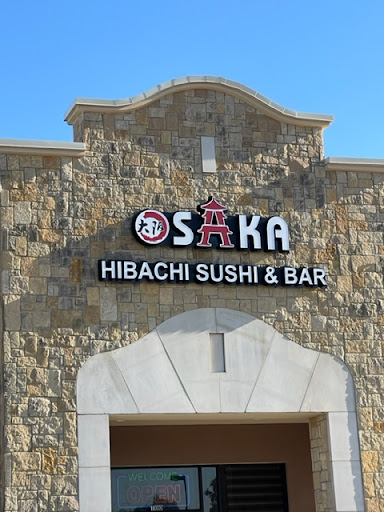 OSAKA
HIBACHI SUSHI & BAR
WELCOME
OPEN